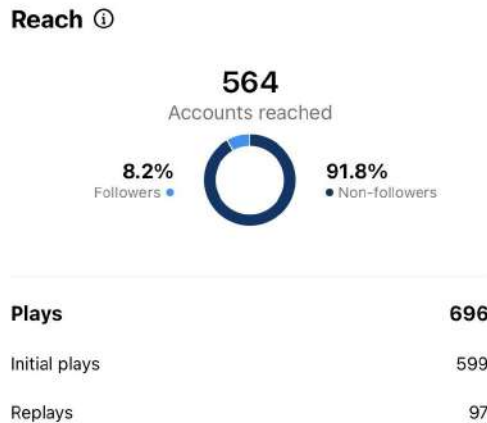 Reach
564
Accounts reached
8.2% 91.8%
Followers Non-followers
Plays 696
Initial plays 599
Replays 97